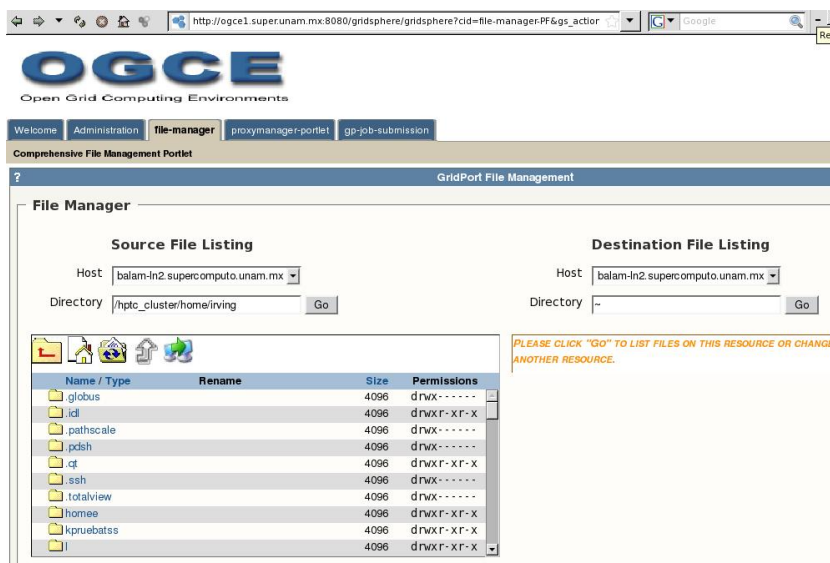 http://ogce1.super.unam.mx:8080/gridsphere/gridsphere?cid=file-manager-PF&gs_action
Google
Re
OGCE
Open Grid Computing Environments
Welcome Administration file-manager proxymanager-portlet gp-job-submission
Comprehensive File Management Portlet
? GridPort File Management
File Manager
Source File Listing
Host balam-ln2.supercomputo.unam.mx
Directory /hptc_cluster/home/irving Go
Destination File Listing
Host balam-ln2.supercomputo.unam.mx
Directory ~ Go
PLEASE CLICK "GO" TO LIST FILES ON THIS RESOURCE OR CHANGE
ANOTHER RESOURCE.
Name / Type Rename Size Permissions
.globus 4096 drwx------
.idl 4096 drwxr-xr-x
.pathscale 4096 drwx------
.pdsh 4096 drwx------
.qt 4096 drwxr-xr-x
.ssh 4096 drwx------
.totalview 4096 drwx------
homee 4096 drwxr-xr-x
kpruebatss 4096 drwxr-xr-x
l 4096 drwxr-xr-x